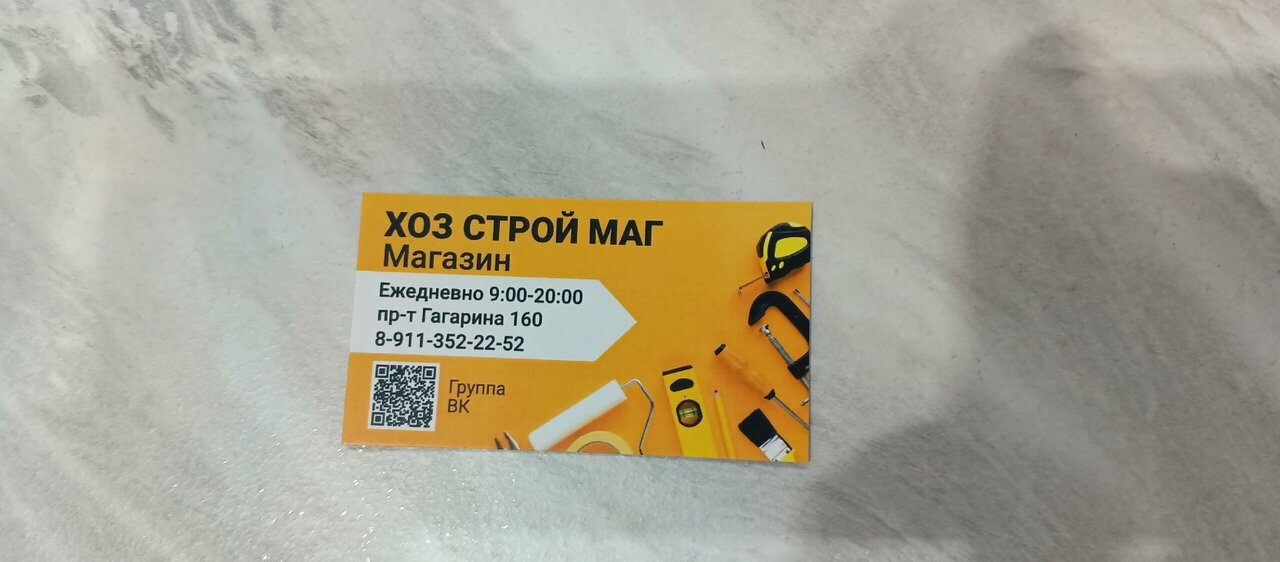 ХОЗ СТРОЙ МАГ
Магазин
Ежедневно 9:00-20:00
пр-т Гагарина 160
8-911-352-22-52
Группа
ВК